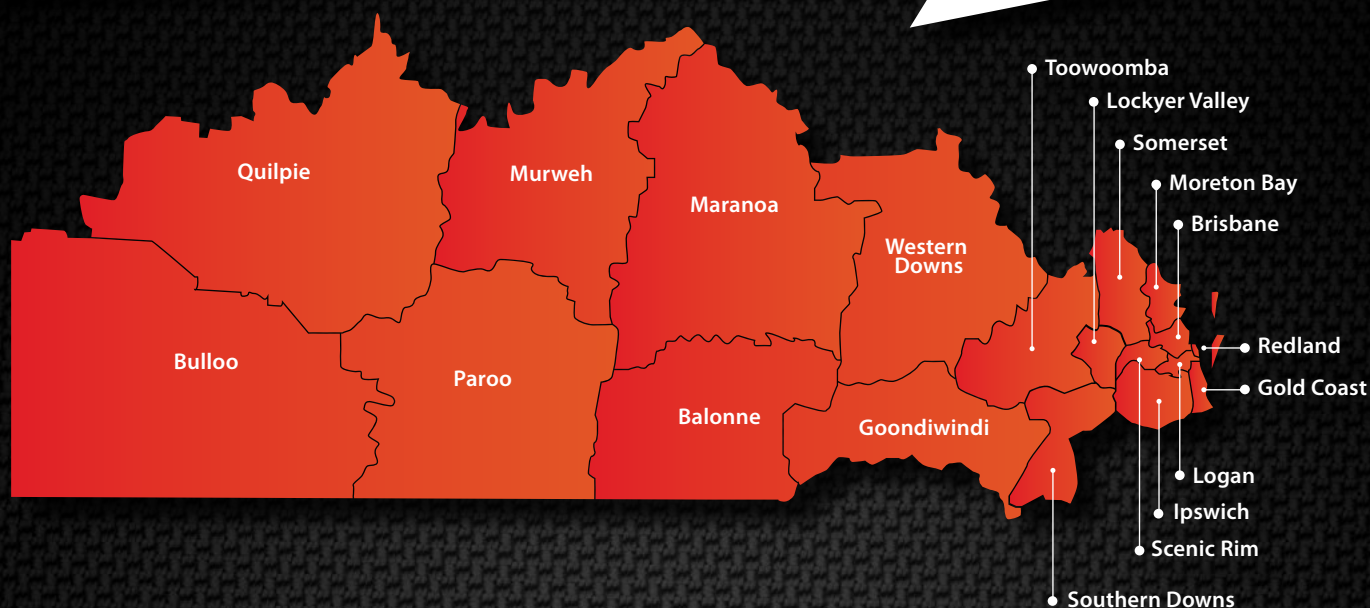 Toowoomba
Lockyer Valley
Somerset
Moreton Bay
Brisbane
Quilpie
Murweh
Maranoa
Western
Downs
Redland
Bulloo
Paroo
Gold Coast
Balonne
Goondiwindi
Logan
Ipswich
Scenic Rim
Southern Downs